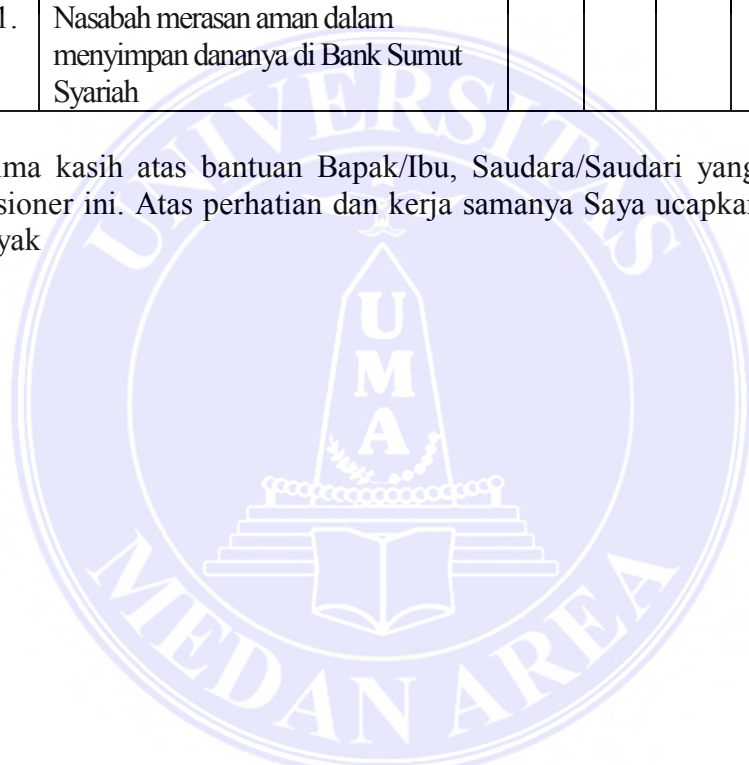 1. Nasabah merasan aman dalam
menyimpan dananya di Bank Sumut
Syariah
ma kasih atas bantuan Bapak/Ibu, Saudara/Saudari yang
sioner ini. Atas perhatian dan kerja samanya Saya ucapkan
yak
UNIVERSITAS
UMA
MEDAN AREA